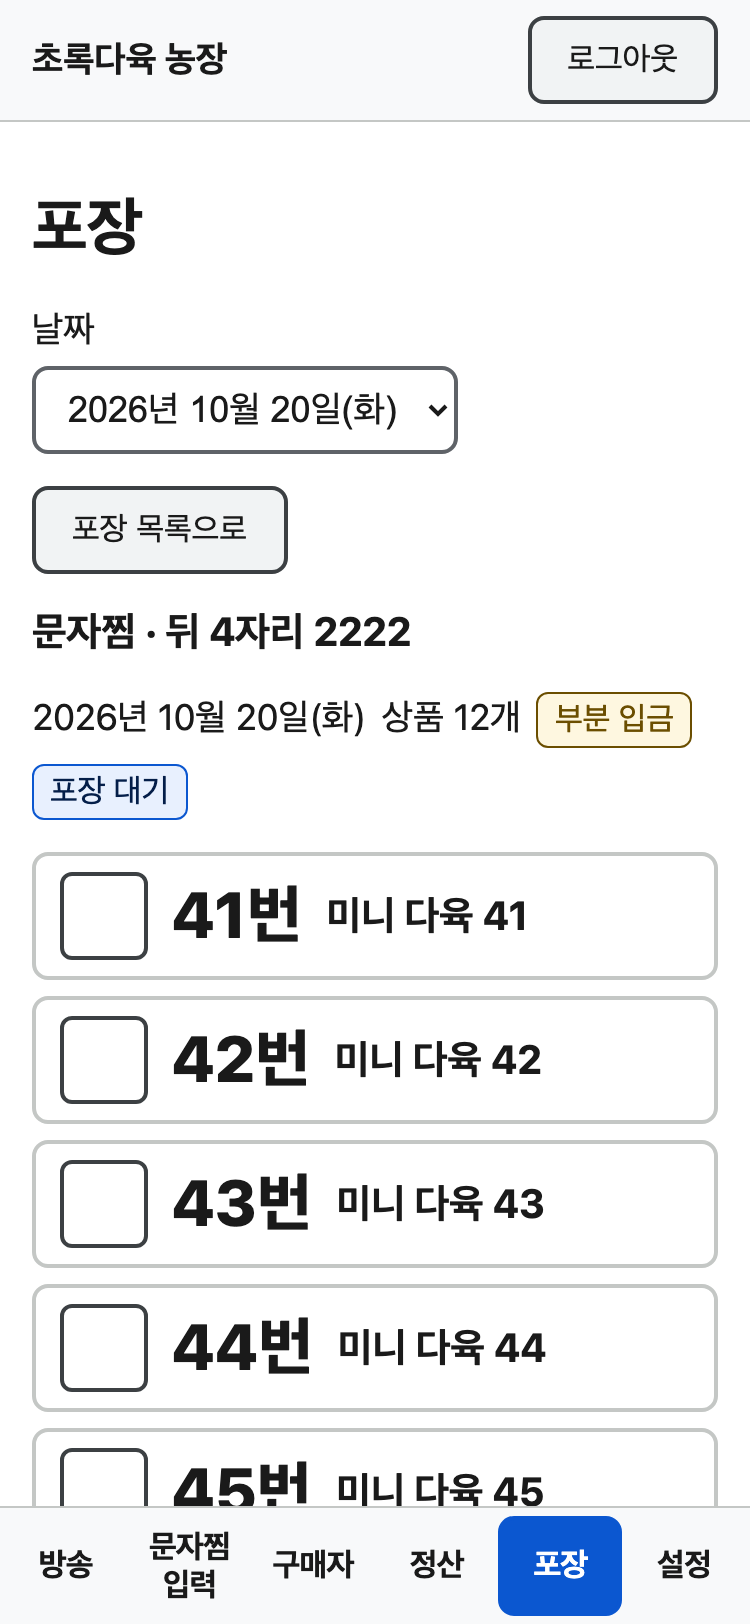 초록다육 농장
로그아웃
포장
날짜
2026년 10월 20일(화)
포장 목록으로
문자찜 · 뒤 4자리 2222
2026년 10월 20일(화) 상품 12개 부분 입금
포장 대기
41번 미니 다육 41
42번 미니 다육 42
43번 미니 다육 43
44번 미니 다육 44
45번 미니 다육 45
방송 문자찜 입력 구매자 정산 포장 설정